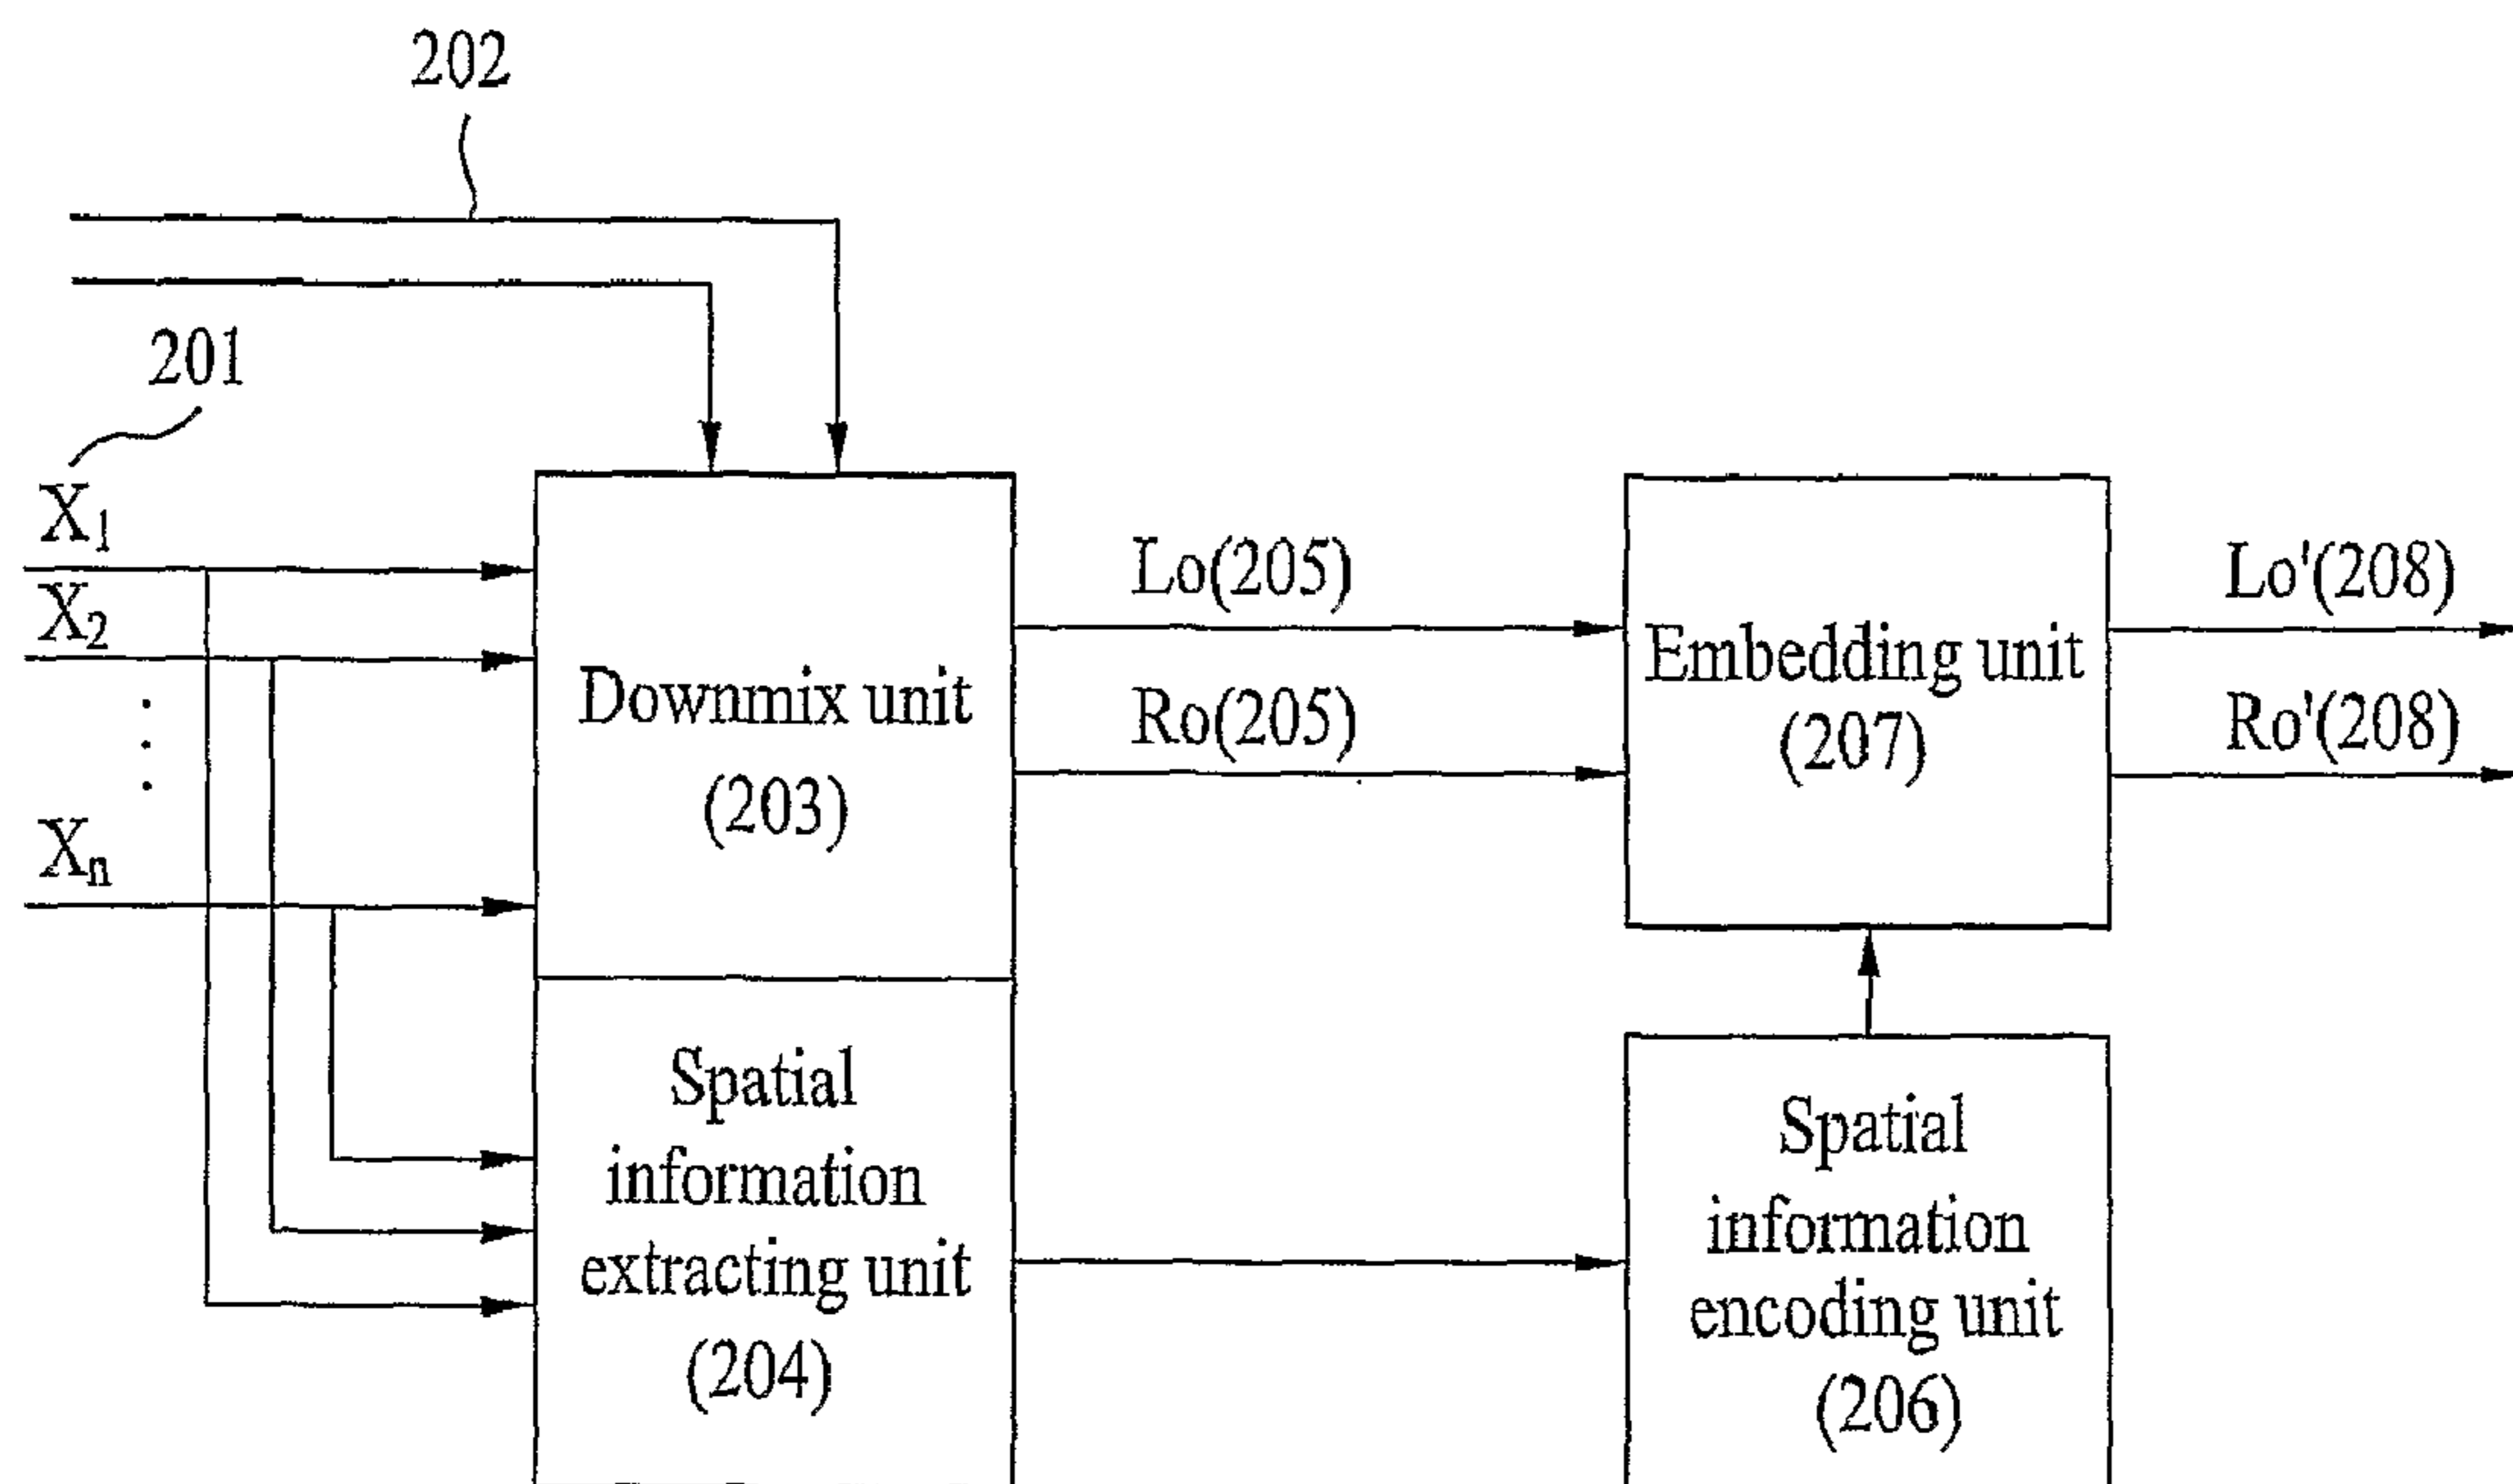 202
201
X1
X2
Xn
Downmix unit
(203)
Lo(205)
Ro(205)
Embedding unit
(207)
Lo'(208)
Ro'(208)
Spatial
information
extracting unit
(204)
Spatial
information
encoding unit
(206)